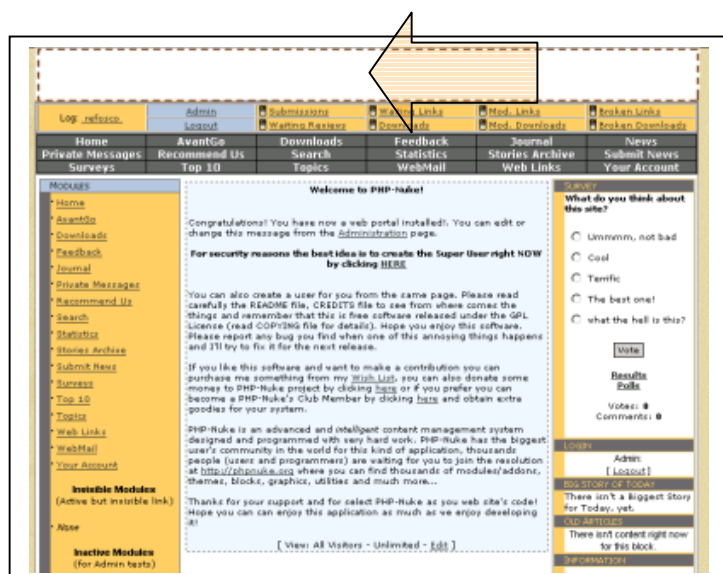 Log: refosco
Admin
Logout
Submissions
Waiting Reviews
Waiting Links
Downloads
Mod. Links
Mod. Downloads
Broken Links
Broken Downloads
Home AvantGo Downloads Feedback Journal News
Private Messages Recommend Us Search Statistics Stories Archive Submit News
Surveys Top 10 Topics WebMail Web Links Your Account
MODULES
Home
AvantGo
Downloads
Feedback
Journal
Private Messages
Recommend Us
Search
Statistics
Stories Archive
Submit News
Surveys
Top 10
Topics
Web Links
WebMail
Your Account
Invisible Modules
(Active but invisible link)
None
Inactive Modules
(for Admin tests)
Welcome to PHP-Nuke!
Congratulations! You have now a web portal installed!. You can edit or
change this message from the Administration page.
For security reasons the best idea is to create the Super User right NOW
by clicking HERE
You can also create a user for you from the same page. Please read
carefully the README file, CREDITS file to see from where comes the
things and remember that this is free software released under the GPL
License (read COPYING file for details). Hope you enjoy this software.
Please report any bug you find when one of this annoying things happens
and I'll try to fix it for the next release.
If you like this software and want to make a contribution you can
purchase me something from my Wish List, you can also donate some
money to PHP-Nuke project by clicking here or if you prefer you can
become a PHP-Nuke's Club Member by clicking here and obtain extra
goodies for your system.
PHP-Nuke is an advanced and intelligent content management system
designed and programmed with very hard work. PHP-Nuke has the biggest
user's community in the world for this kind of application, thousands
people (users and programmers) are waiting for you to join the resolution
at http://phpnuke.org where you can find thousands of modules/addons,
themes, blocks, graphics, utilities and much more...
Thanks for your support and for select PHP-Nuke as you web site's code!
Hope you can can enjoy this application as much as we enjoy developing
it!
[ View: All Visitors - Unlimited - Edit ]
SURVEY
What do you think about
this site?
Ummmm, not bad
Cool
Terrific
The best one!
what the hell is this?
Vote
Results
Polls
Votes: 0
Comments: 0
LOGIN
Admin:
[ Logout ]
BIG STORY OF TODAY
There isn't a Biggest Story
for Today, yet.
OLD ARTICLES
There isn't content right now
for this block.
INFORMATION